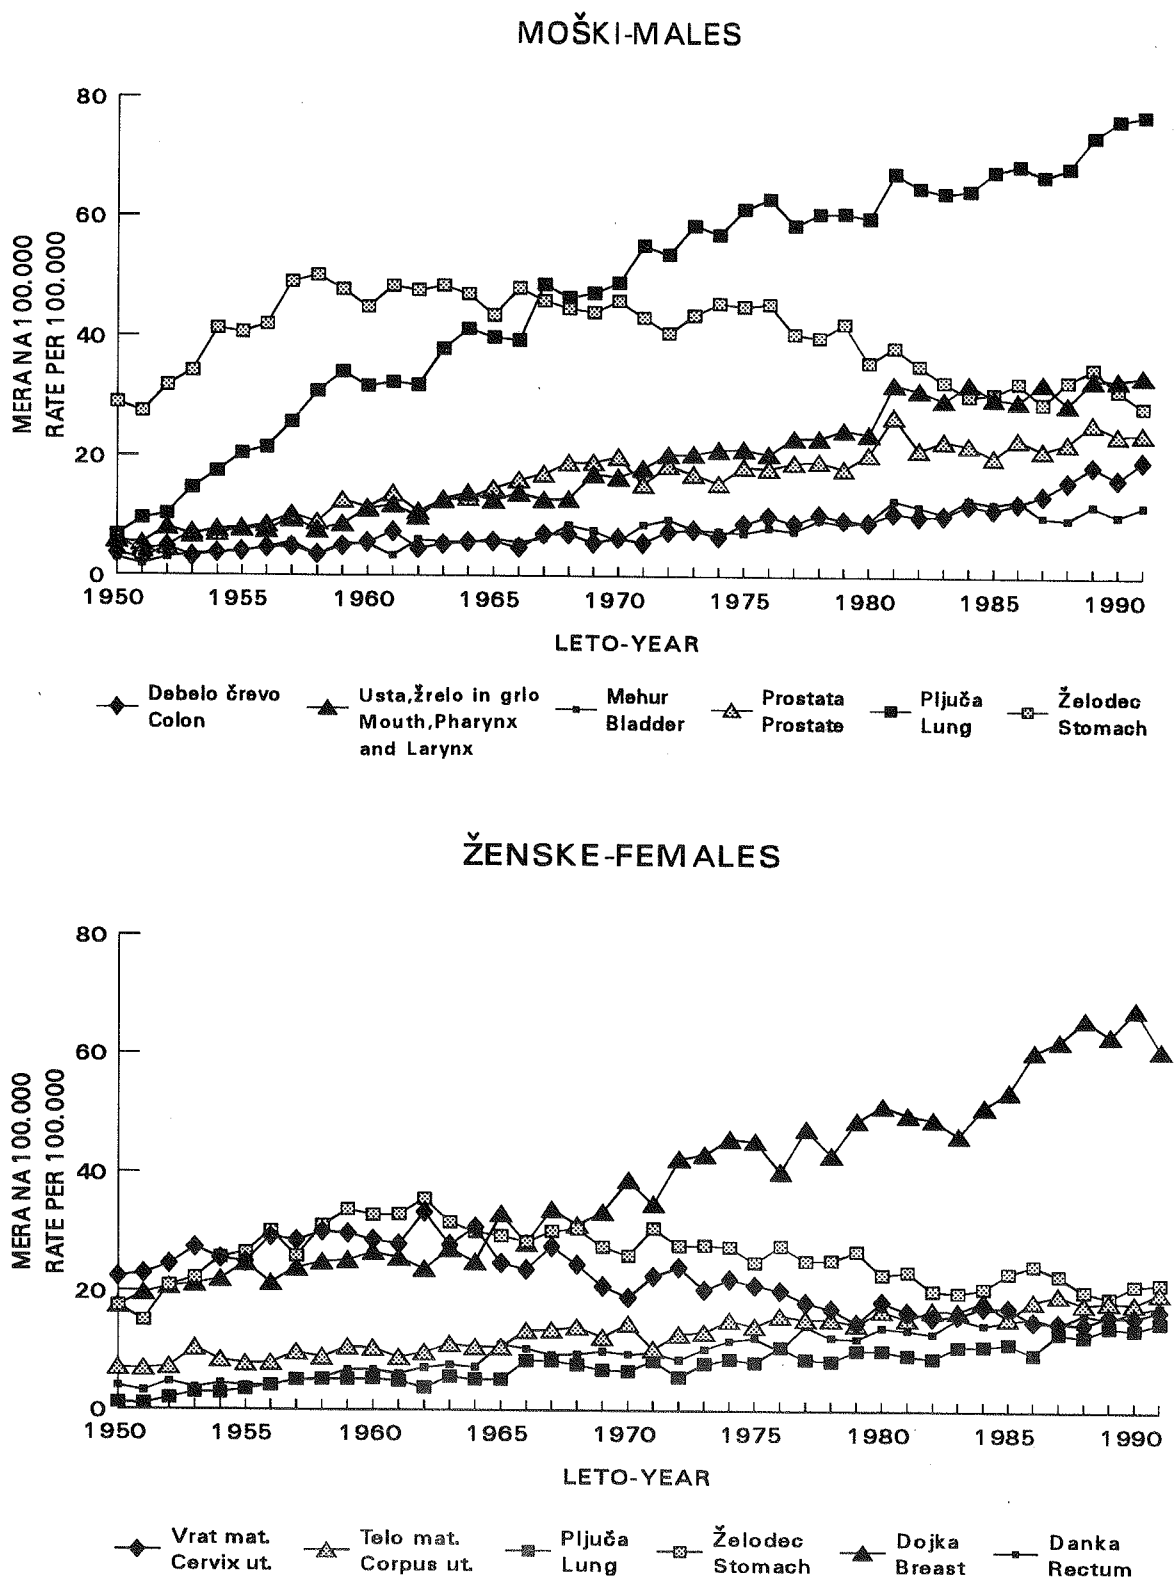 MOŠKI-MALES
80
60
40
20
0
MERA NA 100.000
RATE PER 100.000
1950 1955 1960 1965 1970 1975 1980 1985 1990
LETO-YEAR
Debelo črevo
Colon
Usta,žrelo in grlo
Mouth,Pharynx
and Larynx
Mehur
Bladder
Prostata
Prostate
Pljuča
Lung
Želodec
Stomach
ŽENSKE-FEMALES
80
60
40
20
0
MERA NA 100.000
RATE PER 100.000
1950 1955 1960 1965 1970 1975 1980 1985 1990
LETO-YEAR
Vrat mat.
Cervix ut.
Telo mat.
Corpus ut.
Pljuča
Lung
Želodec
Stomach
Dojka
Breast
Danka
Rectum